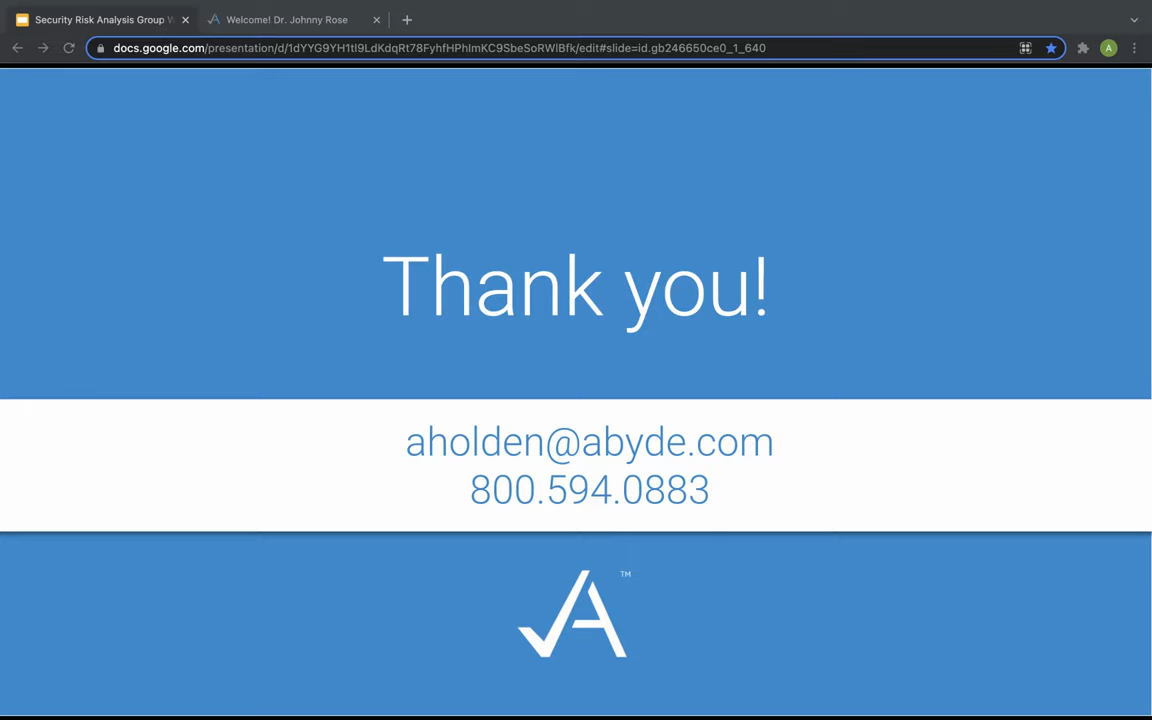 Security Risk Analysis Group W
Welcome! Dr. Johnny Rose
docs.google.com/presentation/d/1dYYG9YH1tl9LdKdqRt78FyhfHPhImKC9SbeSoRWlBfk/edit#slide=id.gb246650ce0_1_640
A
Thank you!
aholden@abyde.com
800.594.0883
TM